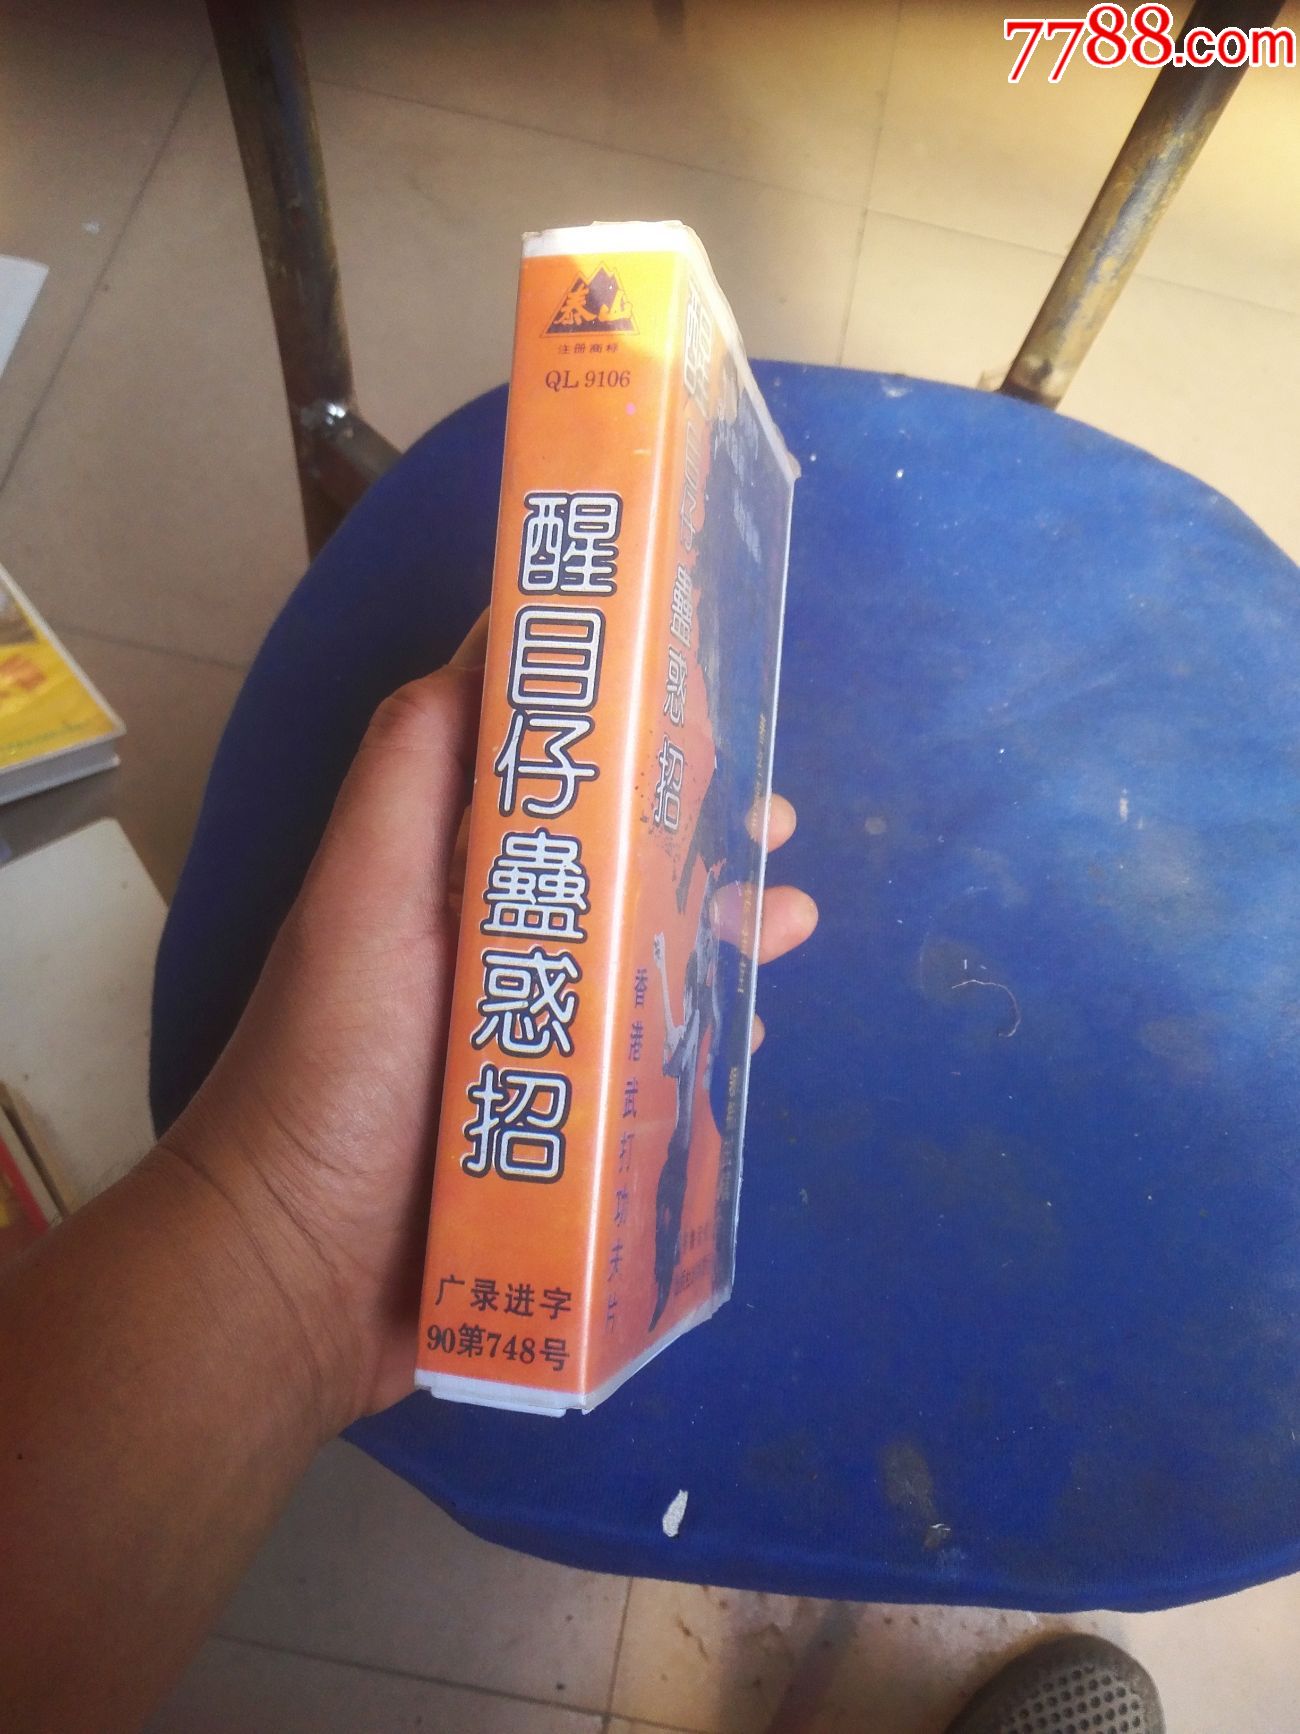 7788.com
泰山
注册商标
QL 9106
醒目仔蛊惑招
广录进字
90第748号
醒目仔蛊惑招
香港武打功夫片